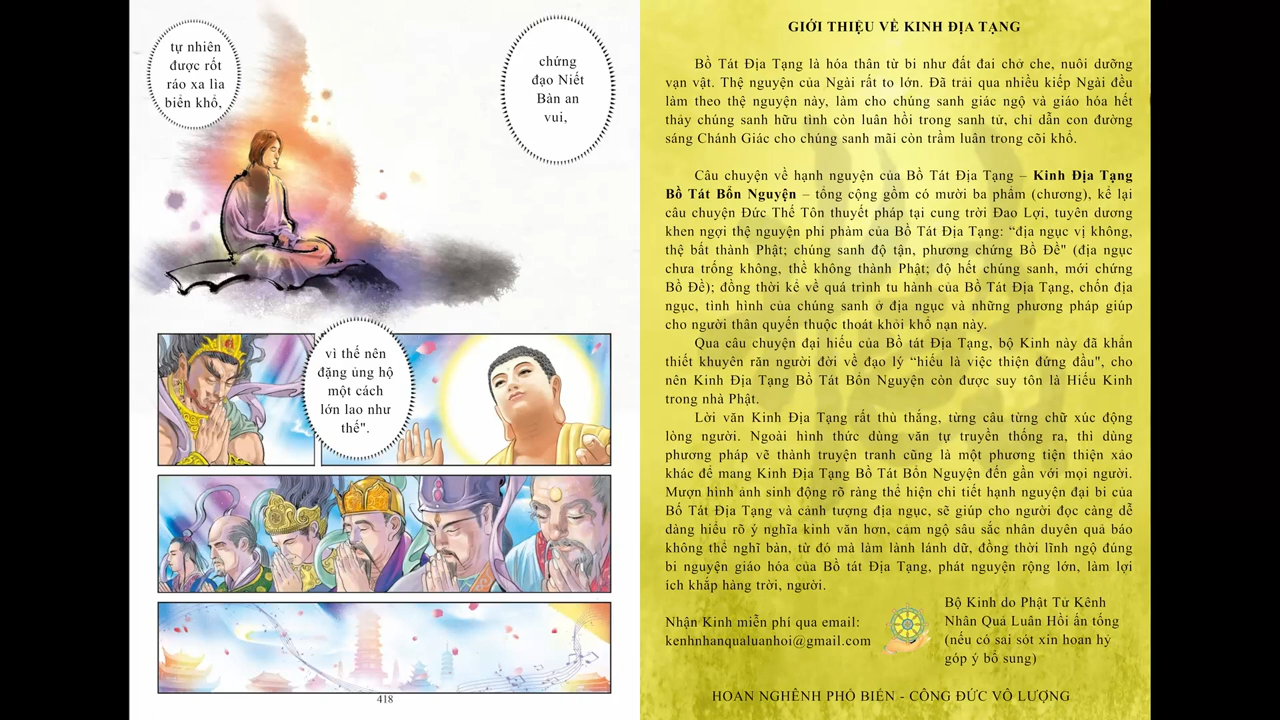 tự nhiên
được rốt
ráo xa lìa
biển khổ,
chứng
đạo Niết
Bàn an
vui,
vì thế nên
đặng ủng hộ
một cách
lớn lao như
thế".
418
GIỚI THIỆU VỀ KINH ĐỊA TẠNG
Bồ Tát Địa Tạng là hóa thân từ bi như đất đai chở che, nuôi dưỡng
vạn vật. Thệ nguyện của Ngài rất to lớn. Đã trải qua nhiều kiếp Ngài đều
làm theo thệ nguyện này, làm cho chúng sanh giác ngộ và giáo hóa hết
thảy chúng sanh hữu tình còn luân hồi trong sanh tử, chỉ dẫn con đường
sáng Chánh Giác cho chúng sanh mãi còn trầm luân trong cõi khổ.
Câu chuyện về hạnh nguyện của Bồ Tát Địa Tạng – Kinh Địa Tạng
Bồ Tát Bổn Nguyện – tổng cộng gồm có mười ba phẩm (chương), kể lại
câu chuyện Đức Thế Tôn thuyết pháp tại cung trời Đao Lợi, tuyên dương
khen ngợi thệ nguyện phi phàm của Bồ Tát Địa Tạng: “địa ngục vị không,
thệ bất thành Phật; chúng sanh độ tận, phương chứng Bồ Đề" (địa ngục
chưa trống không, thề không thành Phật; độ hết chúng sanh, mới chứng
Bồ Đề); đồng thời kể về quá trình tu hành của Bồ Tát Địa Tạng, chốn địa
ngục, tình hình của chúng sanh ở địa ngục và những phương pháp giúp
cho người thân quyến thuộc thoát khỏi khổ nạn này.
Qua câu chuyện đại hiếu của Bồ tát Địa Tạng, bộ Kinh này đã khẩn
thiết khuyên răn người đời về đạo lý “hiếu là việc thiện đứng đầu", cho
nên Kinh Địa Tạng Bồ Tát Bổn Nguyện còn được suy tôn là Hiếu Kinh
trong nhà Phật.
Lời văn Kinh Địa Tạng rất thù thắng, từng câu từng chữ xúc động
lòng người. Ngoài hình thức dùng văn tự truyền thống ra, thì dùng
phương pháp vẽ thành truyện tranh cũng là một phương tiện thiện xảo
khác để mang Kinh Địa Tạng Bồ Tát Bổn Nguyện đến gần với mọi người.
Mượn hình ảnh sinh động rõ ràng thể hiện chi tiết hạnh nguyện đại bi của
Bồ Tát Địa Tạng và cảnh tượng địa ngục, sẽ giúp cho người đọc càng dễ
dàng hiểu rõ ý nghĩa kinh văn hơn, cảm ngộ sâu sắc nhân duyên quả báo
không thể nghĩ bàn, từ đó mà làm lành lánh dữ, đồng thời lĩnh ngộ đúng
bi nguyện giáo hóa của Bồ tát Địa Tạng, phát nguyện rộng lớn, làm lợi
ích khắp hàng trời, người.
Nhận Kinh miễn phí qua email:
kenhnhanqualuanhoi@gmail.com
Bộ Kinh do Phật Tử Kênh
Nhân Quả Luân Hồi ấn tống
(nếu có sai sót xin hoan hỷ
góp ý bổ sung)
HOAN NGHÊNH PHỔ BIẾN - CÔNG ĐỨC VÔ LƯỢNG